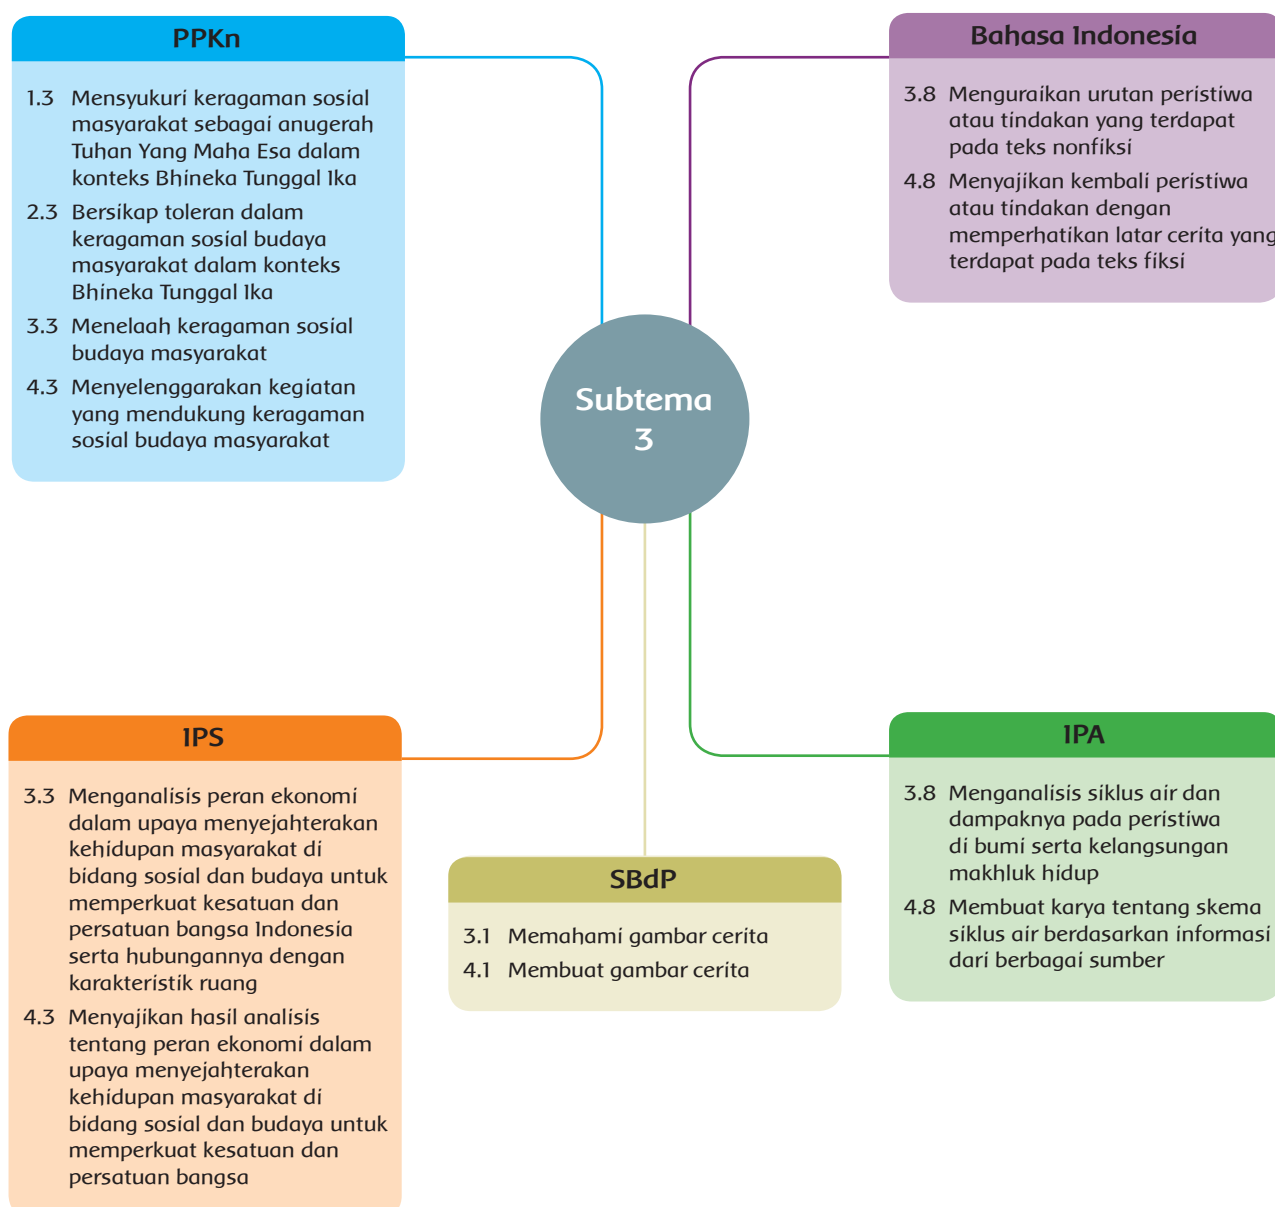 PPKn
1.3 Mensyukuri keragaman sosial
masyarakat sebagai anugerah
Tuhan Yang Maha Esa dalam
konteks Bhineka Tunggal Ika
2.3 Bersikap toleran dalam
keragaman sosial budaya
masyarakat dalam konteks
Bhineka Tunggal Ika
3.3 Menelaah keragaman sosial
budaya masyarakat
4.3 Menyelenggarakan kegiatan
yang mendukung keragaman
sosial budaya masyarakat
Bahasa Indonesia
3.8 Menguraikan urutan peristiwa
atau tindakan yang terdapat
pada teks nonfiksi
4.8 Menyajikan kembali peristiwa
atau tindakan dengan
memperhatikan latar cerita yang
terdapat pada teks fiksi
Subtema
3
IPS
3.3 Menganalisis peran ekonomi
dalam upaya menyejahterakan
kehidupan masyarakat di
bidang sosial dan budaya untuk
memperkuat kesatuan dan
persatuan bangsa Indonesia
serta hubungannya dengan
karakteristik ruang
4.3 Menyajikan hasil analisis
tentang peran ekonomi dalam
upaya menyejahterakan
kehidupan masyarakat di
bidang sosial dan budaya untuk
memperkuat kesatuan dan
persatuan bangsa
SBdP
3.1 Memahami gambar cerita
4.1 Membuat gambar cerita
IPA
3.8 Menganalisis siklus air dan
dampaknya pada peristiwa
di bumi serta kelangsungan
makhluk hidup
4.8 Membuat karya tentang skema
siklus air berdasarkan informasi
dari berbagai sumber